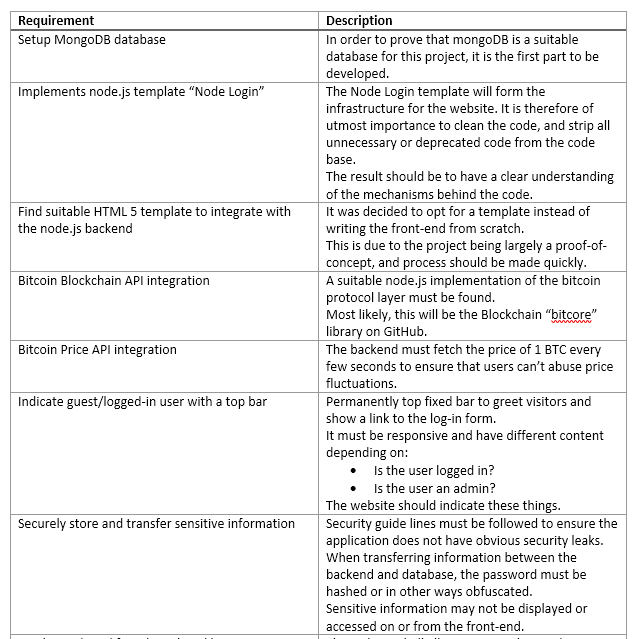 Requirement
Description
Setup MongoDB database
In order to prove that mongoDB is a suitable
database for this project, it is the first part to be
developed.
Implements node.js template “Node Login”
The Node Login template will form the
infrastructure for the website. It is therefore of
utmost importance to clean the code, and strip all
unnecessary or deprecated code from the code
base.
The result should be to have a clear understanding
of the mechanisms behind the code.
Find suitable HTML 5 template to integrate with
the node.js backend
It was decided to opt for a template instead of
writing the front-end from scratch.
This is due to the project being largely a proof-of-
concept, and process should be made quickly.
Bitcoin Blockchain API integration
A suitable node.js implementation of the bitcoin
protocol layer must be found.
Most likely, this will be the Blockchain “bitcore”
library on GitHub.
Bitcoin Price API integration
The backend must fetch the price of 1 BTC every
few seconds to ensure that users can’t abuse price
fluctuations.
Indicate guest/logged-in user with a top bar
Permanently top fixed bar to greet visitors and
show a link to the log-in form.
It must be responsive and have different content
depending on:
• Is the user logged in?
• Is the user an admin?
The website should indicate these things.
Securely store and transfer sensitive information
Security guide lines must be followed to ensure the
application does not have obvious security leaks.
When transferring information between the
backend and database, the password must be
hashed or in other ways obfuscated.
Sensitive information may not be displayed or
accessed on or from the front-end.